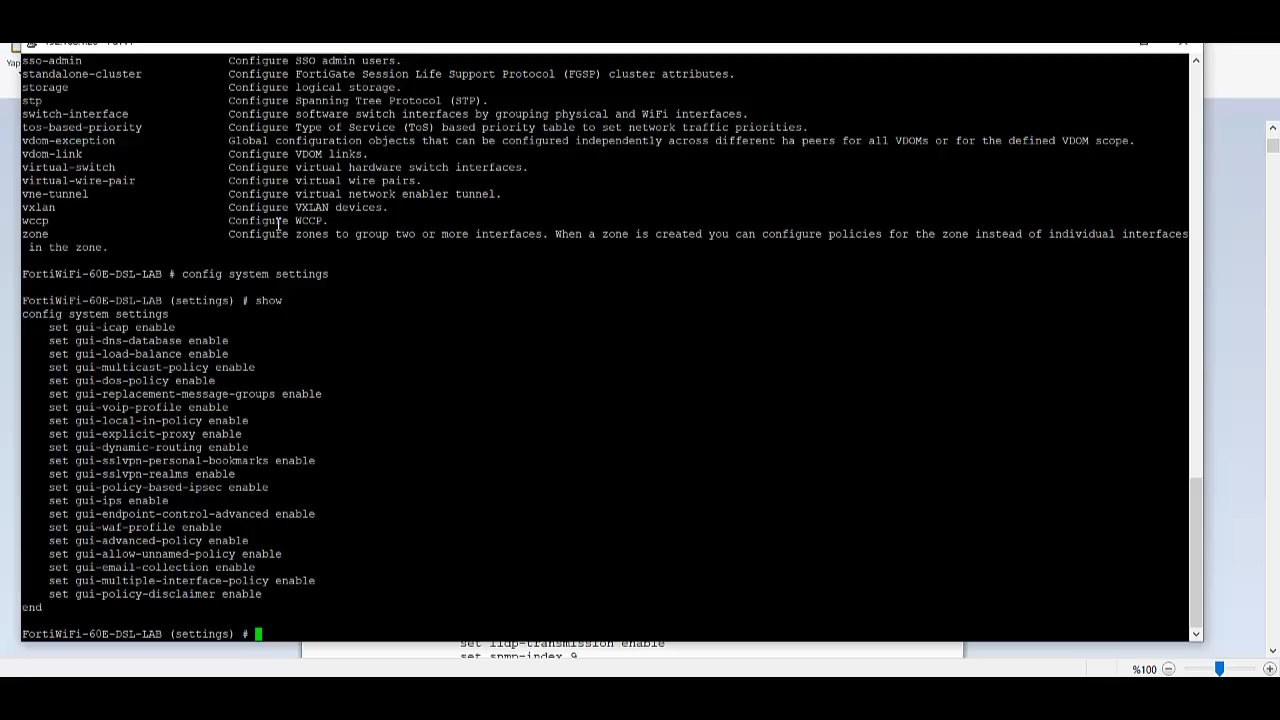 sso-admin Configure SSO admin users.
standalone-cluster Configure FortiGate Session Life Support Protocol (FGSP) cluster attributes.
storage Configure logical storage.
stp Configure Spanning Tree Protocol (STP).
switch-interface Configure software switch interfaces by grouping physical and WiFi interfaces.
tos-based-priority Configure Type of Service (ToS) based priority table to set network traffic priorities.
vdom-exception Global configuration objects that can be configured independently across different ha peers for all VDOMs or for the defined VDOM scope.
vdom-link Configure VDOM links.
virtual-switch Configure virtual hardware switch interfaces.
virtual-wire-pair Configure virtual wire pairs.
vne-tunnel Configure virtual network enabler tunnel.
vxlan Configure VXLAN devices.
wccp Configure WCCP.
zone Configure zones to group two or more interfaces. When a zone is created you can configure policies for the zone instead of individual interfaces
in the zone.
FortiWiFi-60E-DSL-LAB # config system settings
FortiWiFi-60E-DSL-LAB (settings) # show
config system settings
set gui-icap enable
set gui-dns-database enable
set gui-load-balance enable
set gui-multicast-policy enable
set gui-dos-policy enable
set gui-replacement-message-groups enable
set gui-voip-profile enable
set gui-local-in-policy enable
set gui-explicit-proxy enable
set gui-dynamic-routing enable
set gui-sslvpn-personal-bookmarks enable
set gui-sslvpn-realms enable
set gui-policy-based-ipsec enable
set gui-ips enable
set gui-endpoint-control-advanced enable
set gui-waf-profile enable
set gui-advanced-policy enable
set gui-allow-unnamed-policy enable
set gui-email-collection enable
set gui-multiple-interface-policy enable
set gui-policy-disclaimer enable
end
FortiWiFi-60E-DSL-LAB (settings) #
set lldp-transmission enable
set snmp-index 9
%100